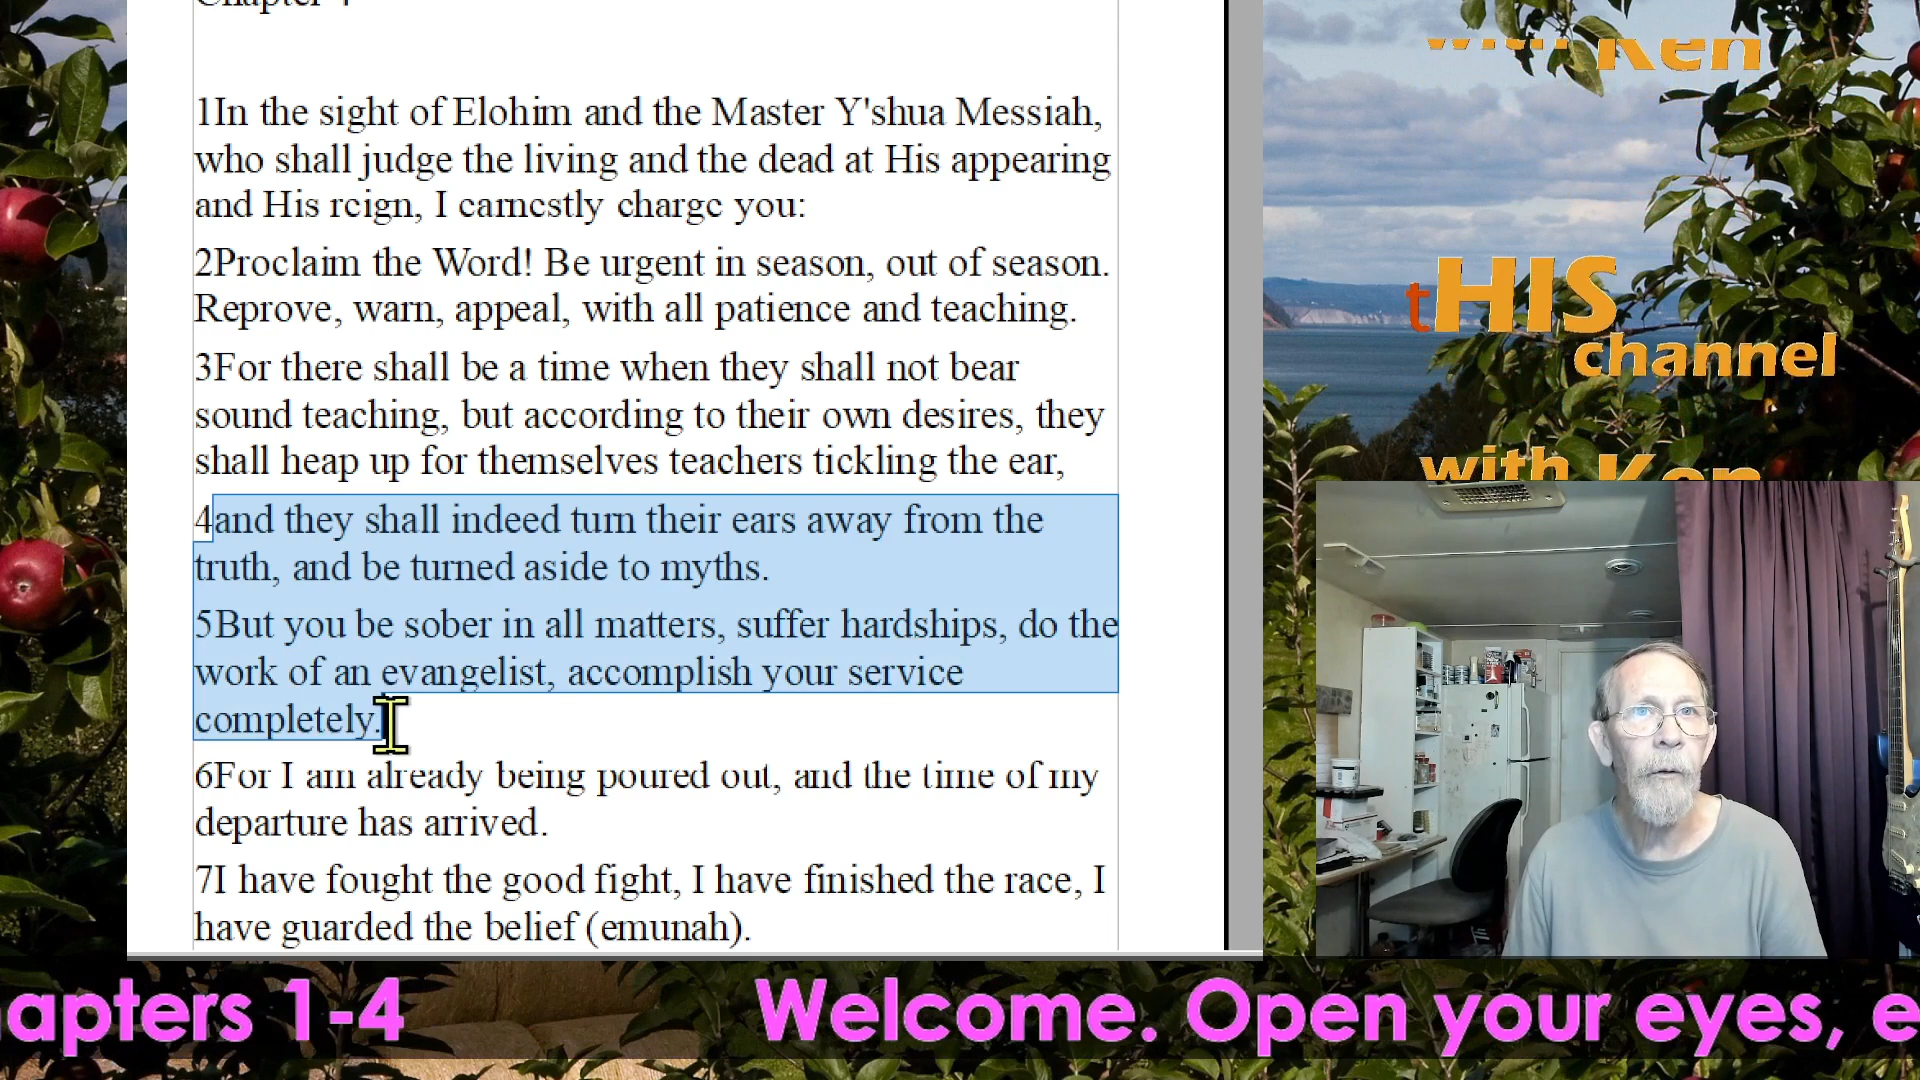 Chapter 4
1In the sight of Elohim and the Master Y'shua Messiah,
who shall judge the living and the dead at His appearing
and His reign, I earnestly charge you:
2Proclaim the Word! Be urgent in season, out of season.
Reprove, warn, appeal, with all patience and teaching.
3For there shall be a time when they shall not bear
sound teaching, but according to their own desires, they
shall heap up for themselves teachers tickling the ear,
4and they shall indeed turn their ears away from the
truth, and be turned aside to myths.
5But you be sober in all matters, suffer hardships, do the
work of an evangelist, accomplish your service
completely.
6For I am already being poured out, and the time of my
departure has arrived.
7I have fought the good fight, I have finished the race, I
have guarded the belief (emunah).
with Ken
tHIS
channel
with Ken
apters 1-4 Welcome. Open your eyes, e